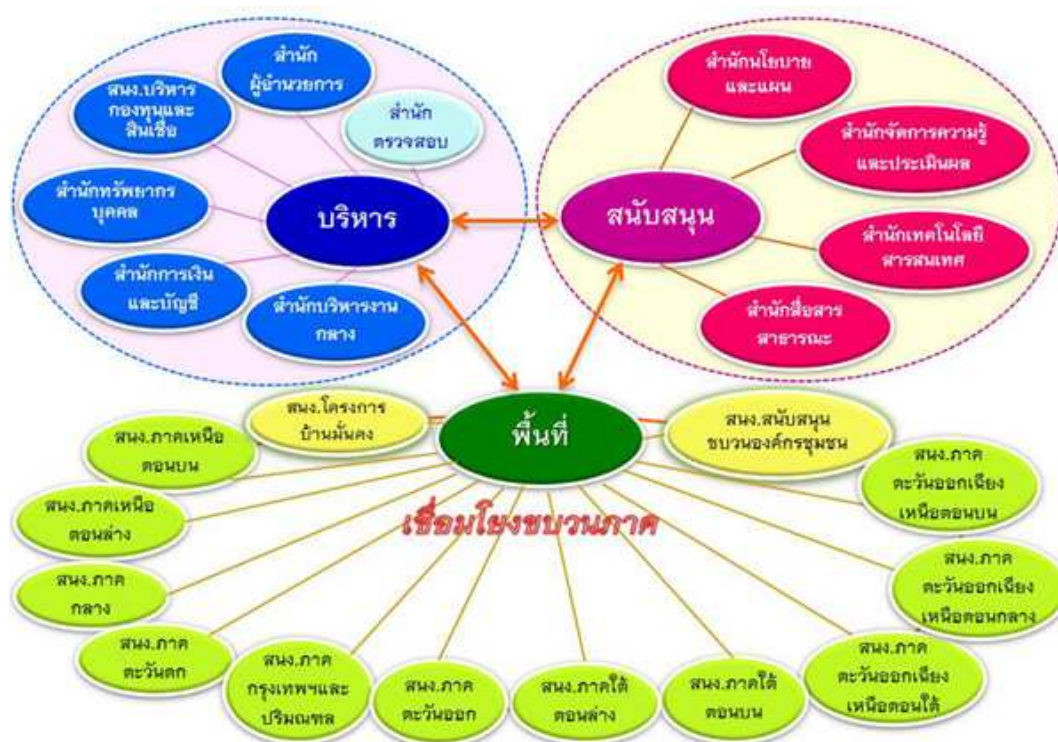 สำนัก
ผู้อำนวยการ
สนง.บริหาร
กองทุนและ
สินเชื่อ
สำนัก
ตรวจสอบ
สำนักทรัพยากร
บุคคล
บริหาร
สำนักการเงิน
และบัญชี
สำนักบริหารงาน
กลาง
สำนักนโยบาย
และแผน
สำนักจัดการความรู้
และประเมินผล
สนับสนุน
สำนักเทคโนโลยี
สารสนเทศ
สำนักสื่อสาร
สาธารณะ
สนง.โครงการ
บ้านมั่นคง
พื้นที่
สนง.สนับสนุน
ขบวนองค์กรชุมชน
เชื่อมโยงขบวนภาค
สนง.ภาคเหนือ
ตอนบน
สนง.ภาคเหนือ
ตอนล่าง
สนง.ภาค
กลาง
สนง.ภาค
ตะวันตก
สนง.ภาค
กรุงเทพฯและ
ปริมณฑล
สนง.ภาค
ตะวันออก
สนง.ภาคใต้
ตอนล่าง
สนง.ภาคใต้
ตอนบน
สนง.ภาค
ตะวันออกเฉียง
เหนือตอนใต้
สนง.ภาค
ตะวันออกเฉียง
เหนือตอนกลาง
สนง.ภาค
ตะวันออกเฉียง
เหนือตอนบน